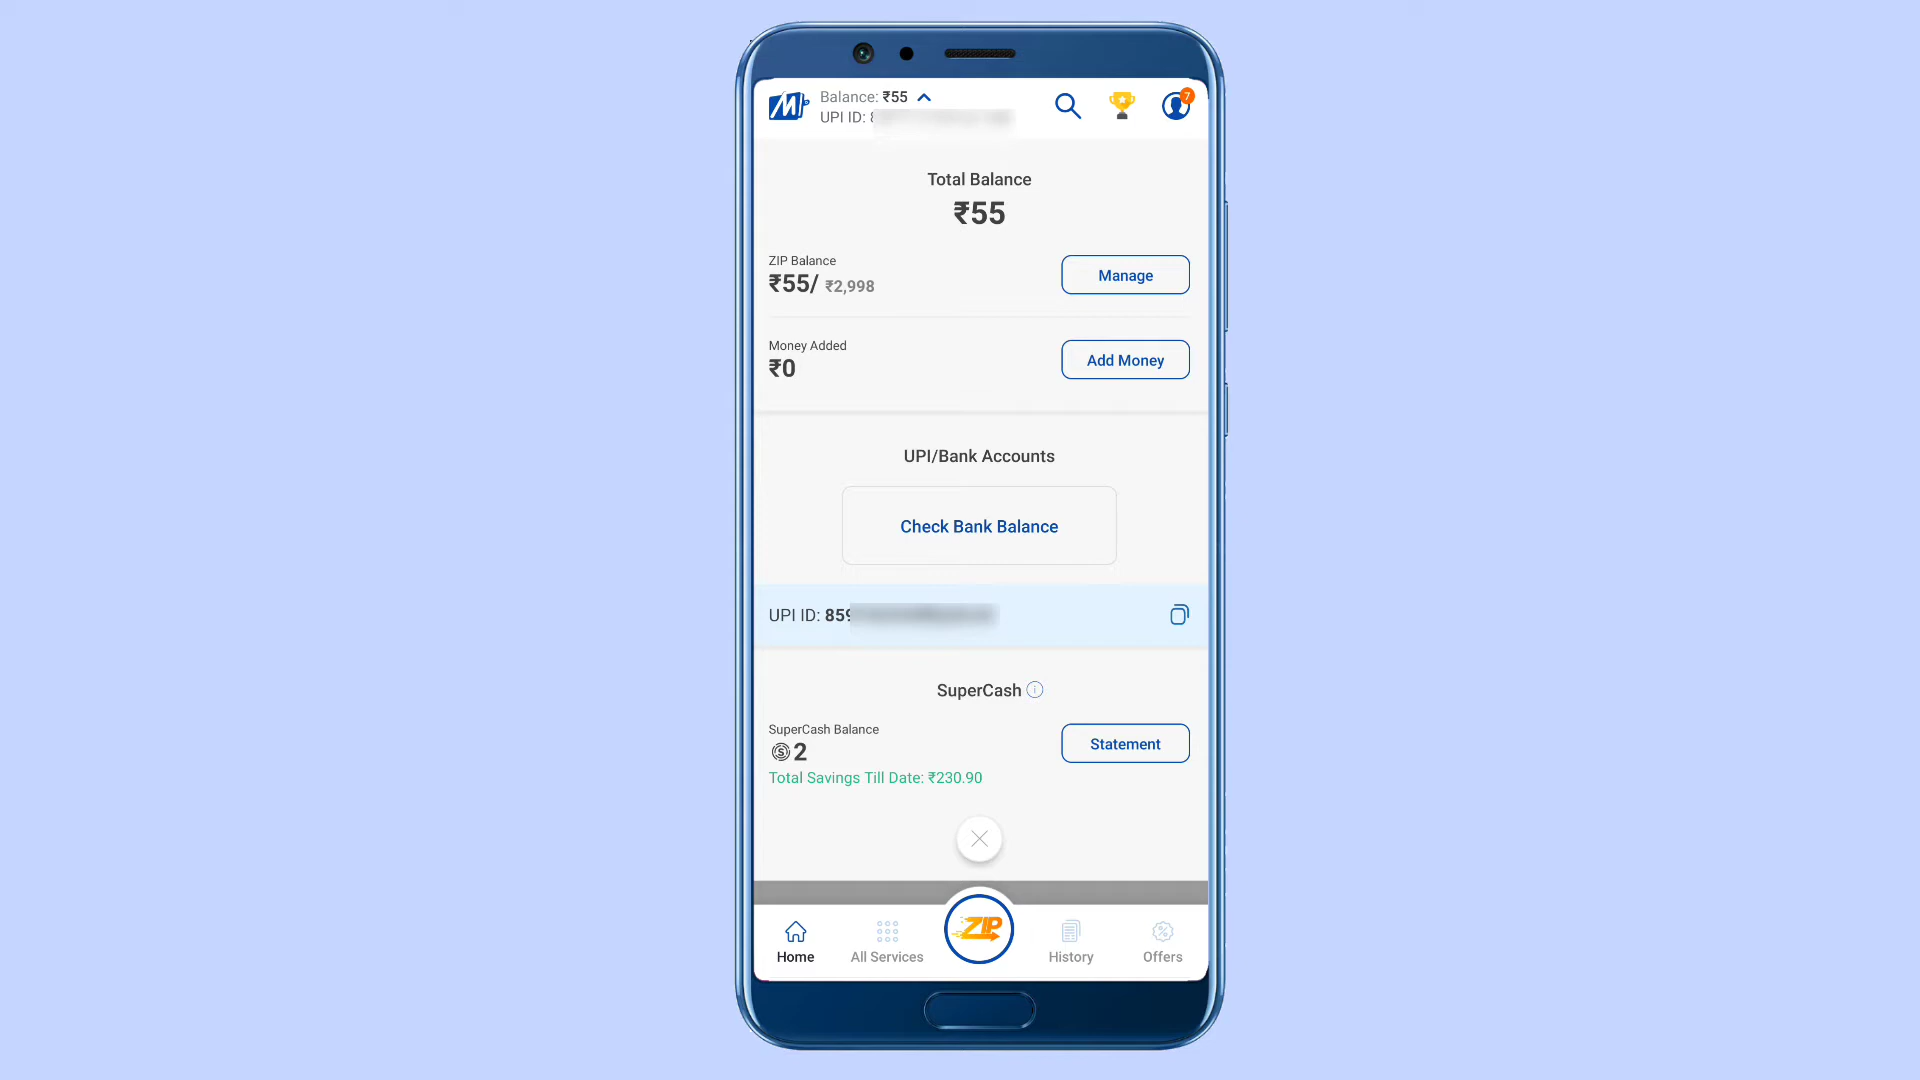 Balance: ₹55
UPI ID:
7
Total Balance
₹55
ZIP Balance
₹55/ ₹2,998
Manage
Money Added
₹0
Add Money
UPI/Bank Accounts
Check Bank Balance
UPI ID: 859
SuperCash
SuperCash Balance
2
Total Savings Till Date: ₹230.90
Statement
ZIP
Home
All Services
History
Offers